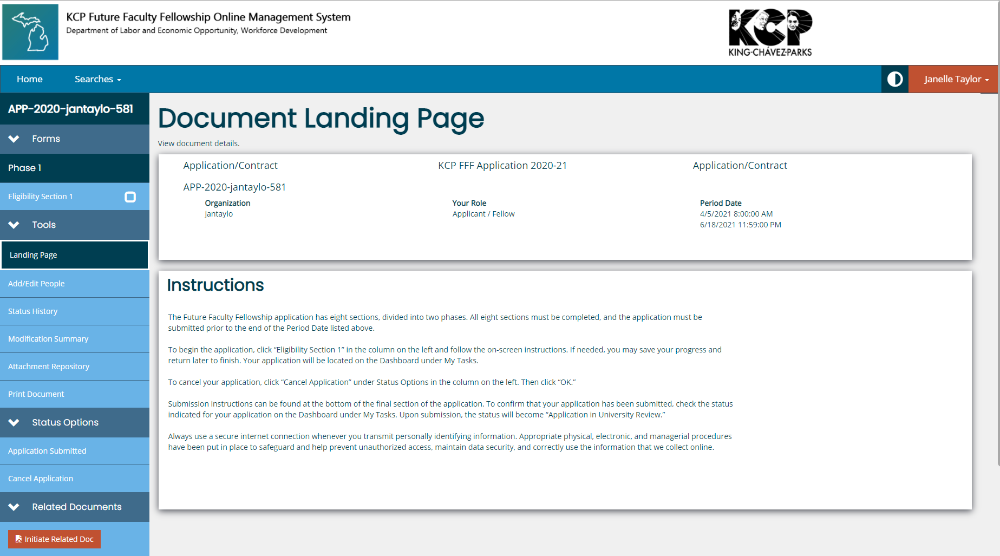 KCP Future Faculty Fellowship Online Management System
Department of Labor and Economic Opportunity, Workforce Development
KCP
KING-CHÁVEZ-PARKS
Home
Searches
Janelle Taylor
APP-2020-jantaylo-581
Forms
Phase 1
Eligibility Section 1
Tools
Landing Page
Add/Edit People
Status History
Modification Summary
Attachment Repository
Print Document
Status Options
Application Submitted
Cancel Application
Related Documents
Initiate Related Doc
Document Landing Page
View document details.
Application/Contract
KCP FFF Application 2020-21
Application/Contract
APP-2020-jantaylo-581
Organization
jantaylo
Your Role
Applicant / Fellow
Period Date
4/5/2021 8:00:00 AM
6/18/2021 11:59:00 PM
Instructions
The Future Faculty Fellowship application has eight sections, divided into two phases. All eight sections must be completed, and the application must be
submitted prior to the end of the Period Date listed above.
To begin the application, click “Eligibility Section 1” in the column on the left and follow the on-screen instructions. If needed, you may save your progress and
return later to finish. Your application will be located on the Dashboard under My Tasks.
To cancel your application, click “Cancel Application” under Status Options in the column on the left. Then click “OK.”
Submission instructions can be found at the bottom of the final section of the application. To confirm that your application has been submitted, check the status
indicated for your application on the Dashboard under My Tasks. Upon submission, the status will become “Application in University Review.”
Always use a secure internet connection whenever you transmit personally identifying information. Appropriate physical, electronic, and managerial procedures
have been put in place to safeguard and help prevent unauthorized access, maintain data security, and correctly use the information that we collect online.